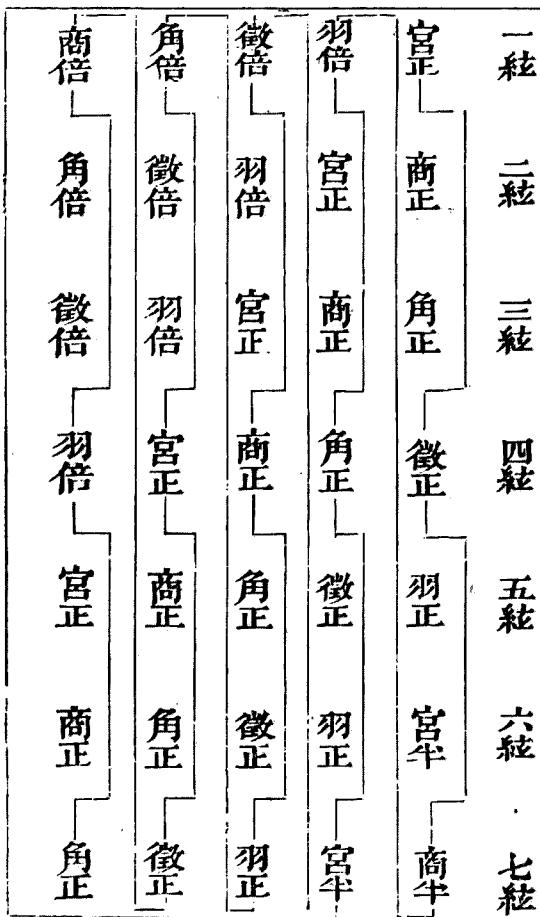 一絃 二絃 三絃 四絃 五絃 六絃 七絃
宮正 商正 角正 徵正 羽正 宮半 商半
羽倍 宮正 商正 角正 徵正 羽正 宮半
徵倍 羽倍 宮正 商正 角正 徵正 羽正
角倍 徵倍 羽倍 宮正 商正 角正 徵正
商倍 角倍 徵倍 羽倍 宮正 商正 角正